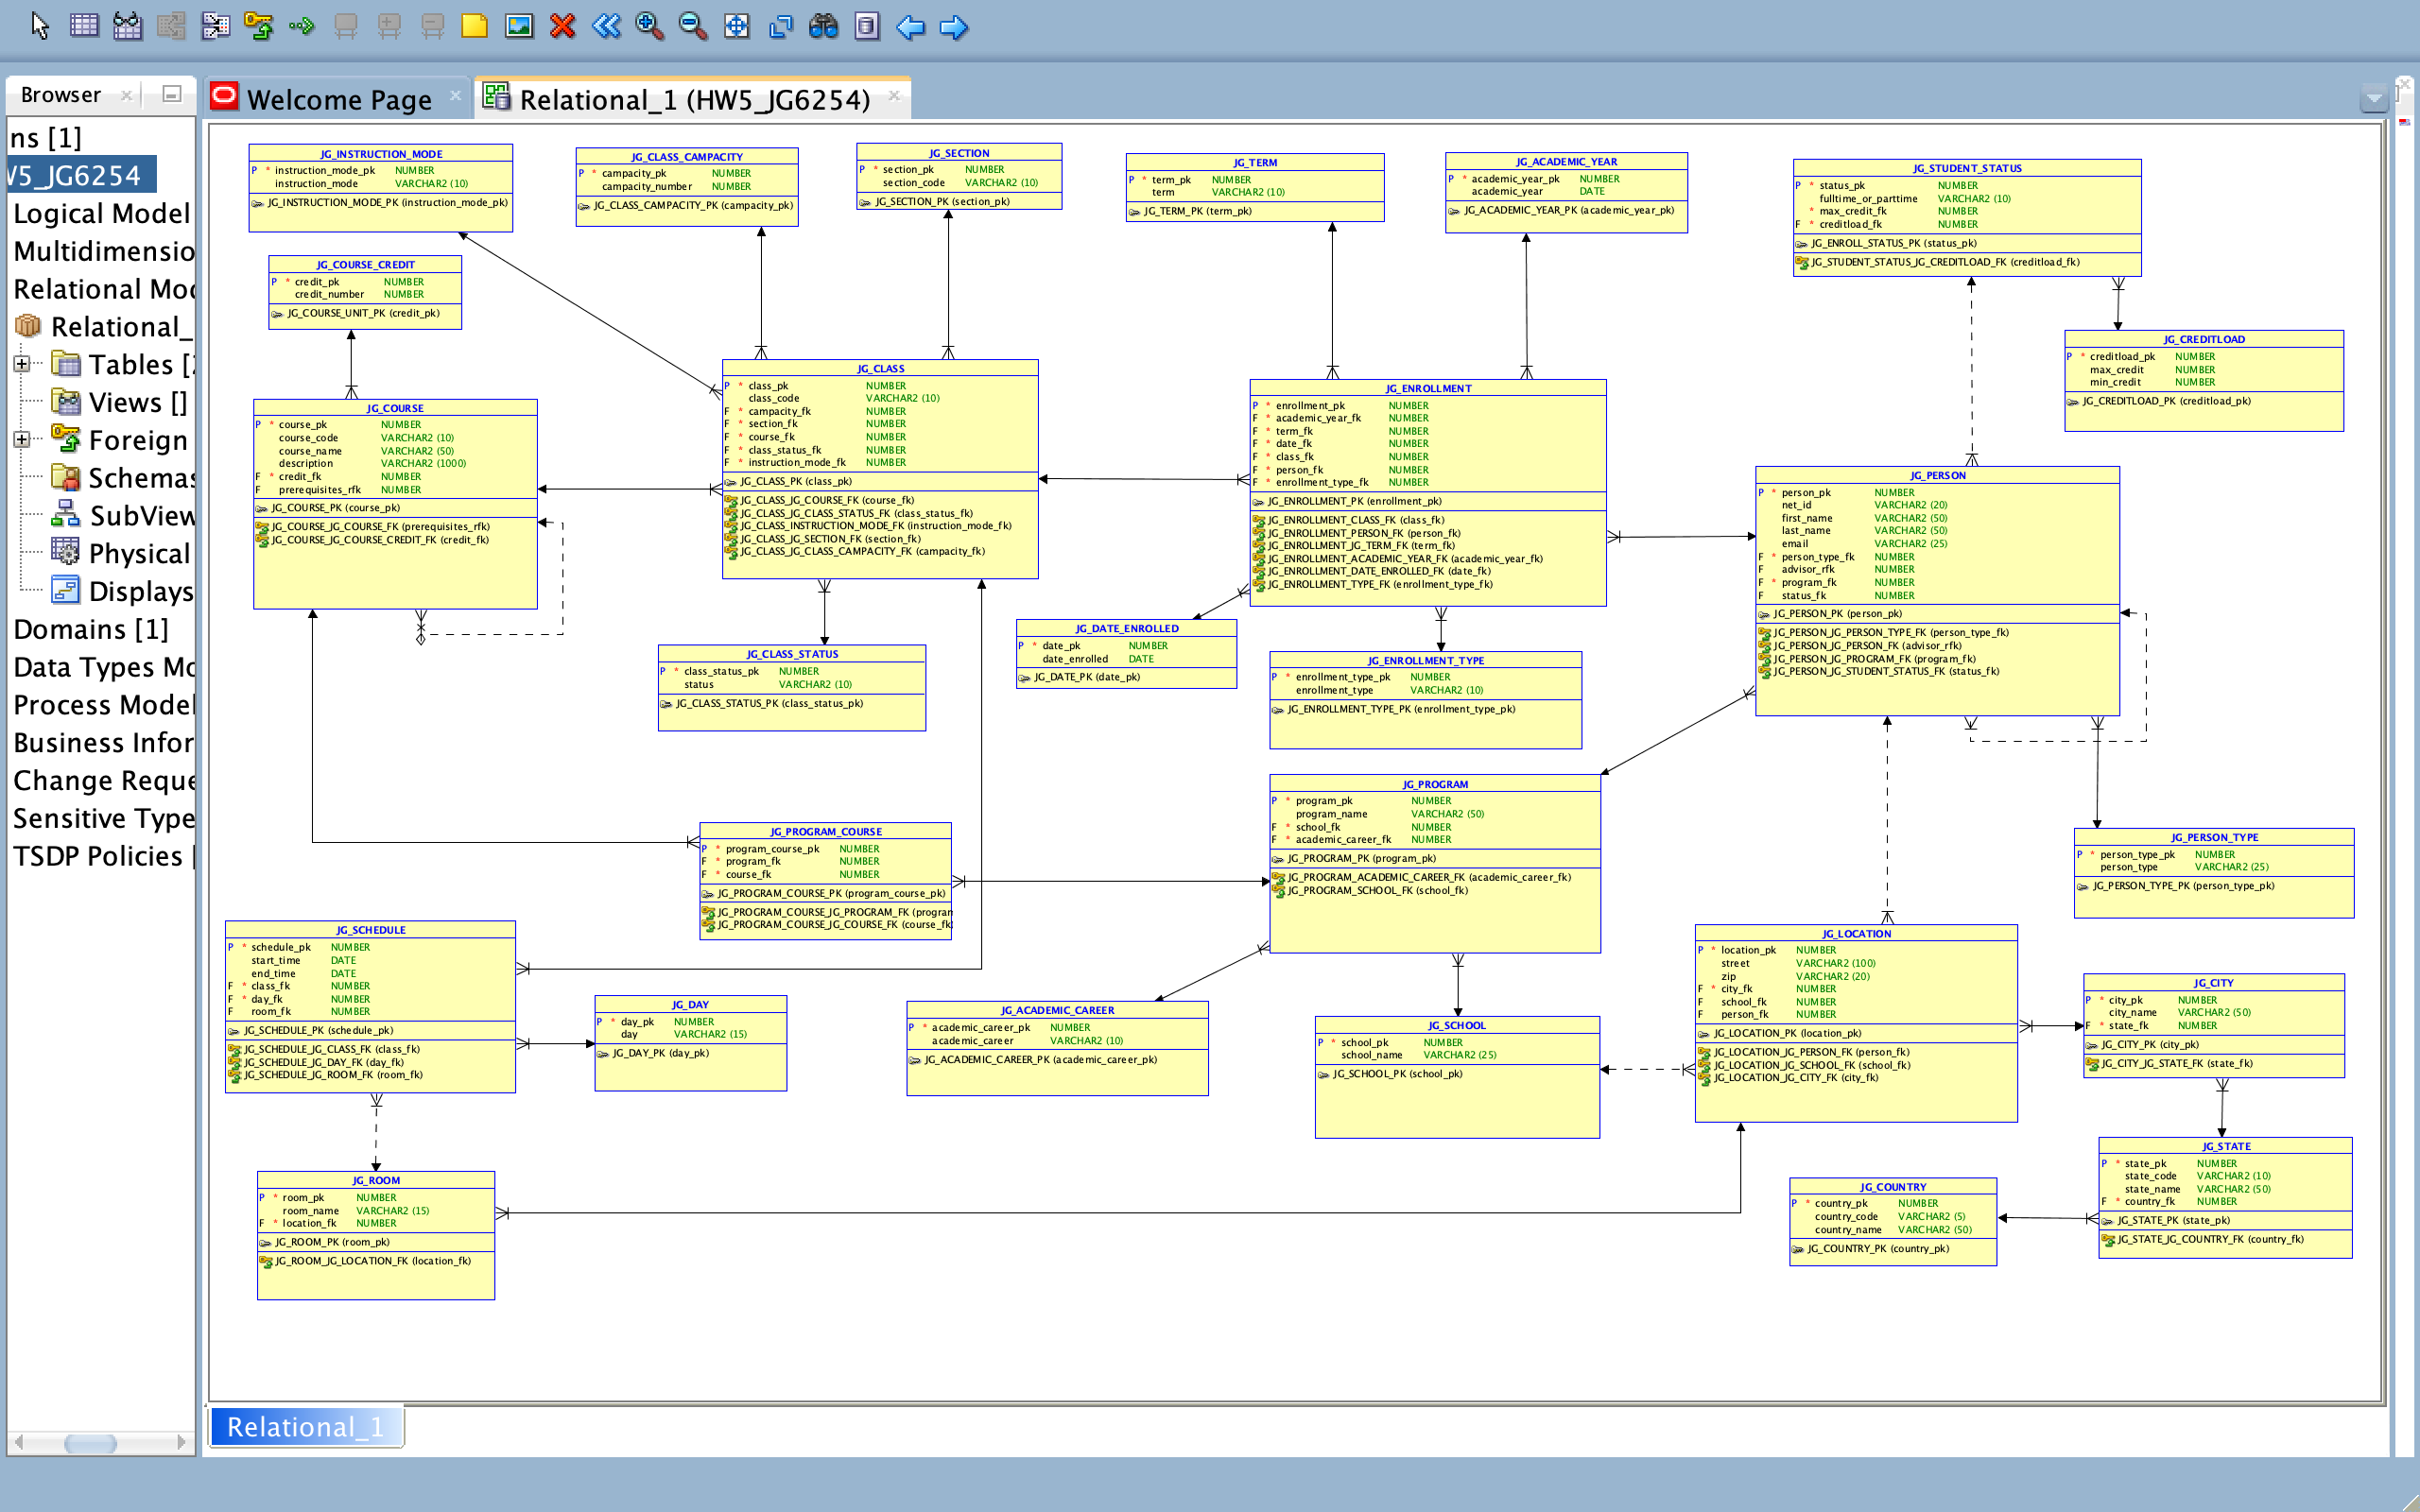 Browser
Welcome Page
Relational_1 (HW5_JG6254)
ns [1]
W5_JG6254
Logical Model
Multidimensio
Relational Mod
Relational_
Tables [2
Views []
Foreign
Schemas
SubView
Physical
Displays
Domains [1]
Data Types Mo
Process Model
Business Infor
Change Reque
Sensitive Type
TSDP Policies [
JG_INSTRUCTION_MODE
P * instruction_mode_pk NUMBER
instruction_mode VARCHAR2 (10)
JG_INSTRUCTION_MODE_PK (instruction_mode_pk)
JG_CLASS_CAMPACITY
P * campacity_pk NUMBER
campacity_number NUMBER
JG_CLASS_CAMPACITY_PK (campacity_pk)
JG_SECTION
P * section_pk NUMBER
section_code VARCHAR2 (10)
JG_SECTION_PK (section_pk)
JG_TERM
P * term_pk NUMBER
term VARCHAR2 (10)
JG_TERM_PK (term_pk)
JG_ACADEMIC_YEAR
P * academic_year_pk NUMBER
academic_year DATE
JG_ACADEMIC_YEAR_PK (academic_year_pk)
JG_STUDENT_STATUS
P * status_pk NUMBER
fulltime_or_parttime VARCHAR2 (10)
* max_credit_fk NUMBER
F * creditload_fk NUMBER
JG_ENROLL_STATUS_PK (status_pk)
JG_STUDENT_STATUS_JG_CREDITLOAD_FK (creditload_fk)
JG_COURSE_CREDIT
P * credit_pk NUMBER
credit_number NUMBER
JG_COURSE_UNIT_PK (credit_pk)
JG_CREDITLOAD
P * creditload_pk NUMBER
max_credit NUMBER
min_credit NUMBER
JG_CREDITLOAD_PK (creditload_pk)
JG_COURSE
P * course_pk NUMBER
course_code VARCHAR2 (10)
course_name VARCHAR2 (50)
description VARCHAR2 (1000)
F * credit_fk NUMBER
F prerequisites_rfk NUMBER
JG_COURSE_PK (course_pk)
JG_COURSE_JG_COURSE_FK (prerequisites_rfk)
JG_COURSE_JG_COURSE_CREDIT_FK (credit_fk)
JG_CLASS
P * class_pk NUMBER
class_code VARCHAR2 (10)
F * campacity_fk NUMBER
F * section_fk NUMBER
F * course_fk NUMBER
F * class_status_fk NUMBER
F * instruction_mode_fk NUMBER
JG_CLASS_PK (class_pk)
JG_CLASS_JG_COURSE_FK (course_fk)
JG_CLASS_JG_CLASS_STATUS_FK (class_status_fk)
JG_CLASS_INSTRUCTION_MODE_FK (instruction_mode_fk)
JG_CLASS_JG_SECTION_FK (section_fk)
JG_CLASS_JG_CLASS_CAMPACITY_FK (campacity_fk)
JG_ENROLLMENT
P * enrollment_pk NUMBER
F * academic_year_fk NUMBER
F * term_fk NUMBER
F * date_fk NUMBER
F * class_fk NUMBER
F * person_fk NUMBER
F * enrollment_type_fk NUMBER
JG_ENROLLMENT_PK (enrollment_pk)
JG_ENROLLMENT_CLASS_FK (class_fk)
JG_ENROLLMENT_PERSON_FK (person_fk)
JG_ENROLLMENT_JG_TERM_FK (term_fk)
JG_ENROLLMENT_ACADEMIC_YEAR_FK (academic_year_fk)
JG_ENROLLMENT_DATE_ENROLLED_FK (date_fk)
JG_ENROLLMENT_TYPE_FK (enrollment_type_fk)
JG_PERSON
P * person_pk NUMBER
net_id VARCHAR2 (20)
first_name VARCHAR2 (50)
last_name VARCHAR2 (50)
email VARCHAR2 (25)
F * person_type_fk NUMBER
F advisor_rfk NUMBER
F * program_fk NUMBER
F status_fk NUMBER
JG_PERSON_PK (person_pk)
JG_PERSON_JG_PERSON_TYPE_FK (person_type_fk)
JG_PERSON_JG_PERSON_FK (advisor_rfk)
JG_PERSON_JG_PROGRAM_FK (program_fk)
JG_PERSON_JG_STUDENT_STATUS_FK (status_fk)
JG_DATE_ENROLLED
P * date_pk NUMBER
date_enrolled DATE
JG_DATE_PK (date_pk)
JG_CLASS_STATUS
P * class_status_pk NUMBER
status VARCHAR2 (10)
JG_CLASS_STATUS_PK (class_status_pk)
JG_ENROLLMENT_TYPE
P * enrollment_type_pk NUMBER
enrollment_type VARCHAR2 (10)
JG_ENROLLMENT_TYPE_PK (enrollment_type_pk)
JG_PROGRAM
P * program_pk NUMBER
program_name VARCHAR2 (50)
F * school_fk NUMBER
F * academic_career_fk NUMBER
JG_PROGRAM_PK (program_pk)
JG_PROGRAM_ACADEMIC_CAREER_FK (academic_career_fk)
JG_PROGRAM_SCHOOL_FK (school_fk)
JG_PROGRAM_COURSE
P * program_course_pk NUMBER
F * program_fk NUMBER
F * course_fk NUMBER
JG_PROGRAM_COURSE_PK (program_course_pk)
JG_PROGRAM_COURSE_JG_PROGRAM_FK (progran
JG_PROGRAM_COURSE_JG_COURSE_FK (course_fk
JG_PERSON_TYPE
P * person_type_pk NUMBER
person_type VARCHAR2 (25)
JG_PERSON_TYPE_PK (person_type_pk)
JG_SCHEDULE
P * schedule_pk NUMBER
start_time DATE
end_time DATE
F * class_fk NUMBER
F * day_fk NUMBER
F room_fk NUMBER
JG_SCHEDULE_PK (schedule_pk)
JG_SCHEDULE_JG_CLASS_FK (class_fk)
JG_SCHEDULE_JG_DAY_FK (day_fk)
JG_SCHEDULE_JG_ROOM_FK (room_fk)
JG_DAY
P * day_pk NUMBER
day VARCHAR2 (15)
JG_DAY_PK (day_pk)
JG_ACADEMIC_CAREER
P * academic_career_pk NUMBER
academic_career VARCHAR2 (10)
JG_ACADEMIC_CAREER_PK (academic_career_pk)
JG_SCHOOL
P * school_pk NUMBER
school_name VARCHAR2 (25)
JG_SCHOOL_PK (school_pk)
JG_LOCATION
P * location_pk NUMBER
street VARCHAR2 (100)
zip VARCHAR2 (20)
F * city_fk NUMBER
F school_fk NUMBER
F person_fk NUMBER
JG_LOCATION_PK (location_pk)
JG_LOCATION_JG_PERSON_FK (person_fk)
JG_LOCATION_JG_SCHOOL_FK (school_fk)
JG_LOCATION_JG_CITY_FK (city_fk)
JG_CITY
P * city_pk NUMBER
city_name VARCHAR2 (50)
F * state_fk NUMBER
JG_CITY_PK (city_pk)
JG_CITY_JG_STATE_FK (state_fk)
JG_STATE
P * state_pk NUMBER
state_code VARCHAR2 (10)
state_name VARCHAR2 (50)
F * country_fk NUMBER
JG_STATE_PK (state_pk)
JG_STATE_JG_COUNTRY_FK (country_fk)
JG_COUNTRY
P * country_pk NUMBER
country_code VARCHAR2 (5)
country_name VARCHAR2 (50)
JG_COUNTRY_PK (country_pk)
JG_ROOM
P * room_pk NUMBER
room_name VARCHAR2 (15)
F * location_fk NUMBER
JG_ROOM_PK (room_pk)
JG_ROOM_JG_LOCATION_FK (location_fk)
Relational_1